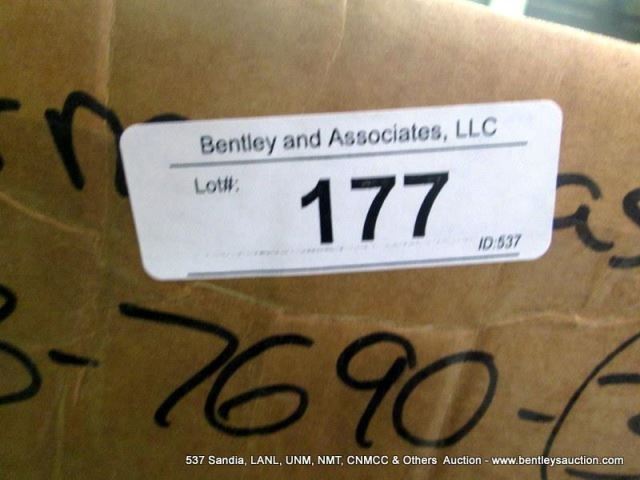 Bentley and Associates, LLC
Lot#:
177
ID:537
-7690-(
537 Sandia, LANL, UNM, NMT, CNMCC & Others Auction - www.bentleysauction.com